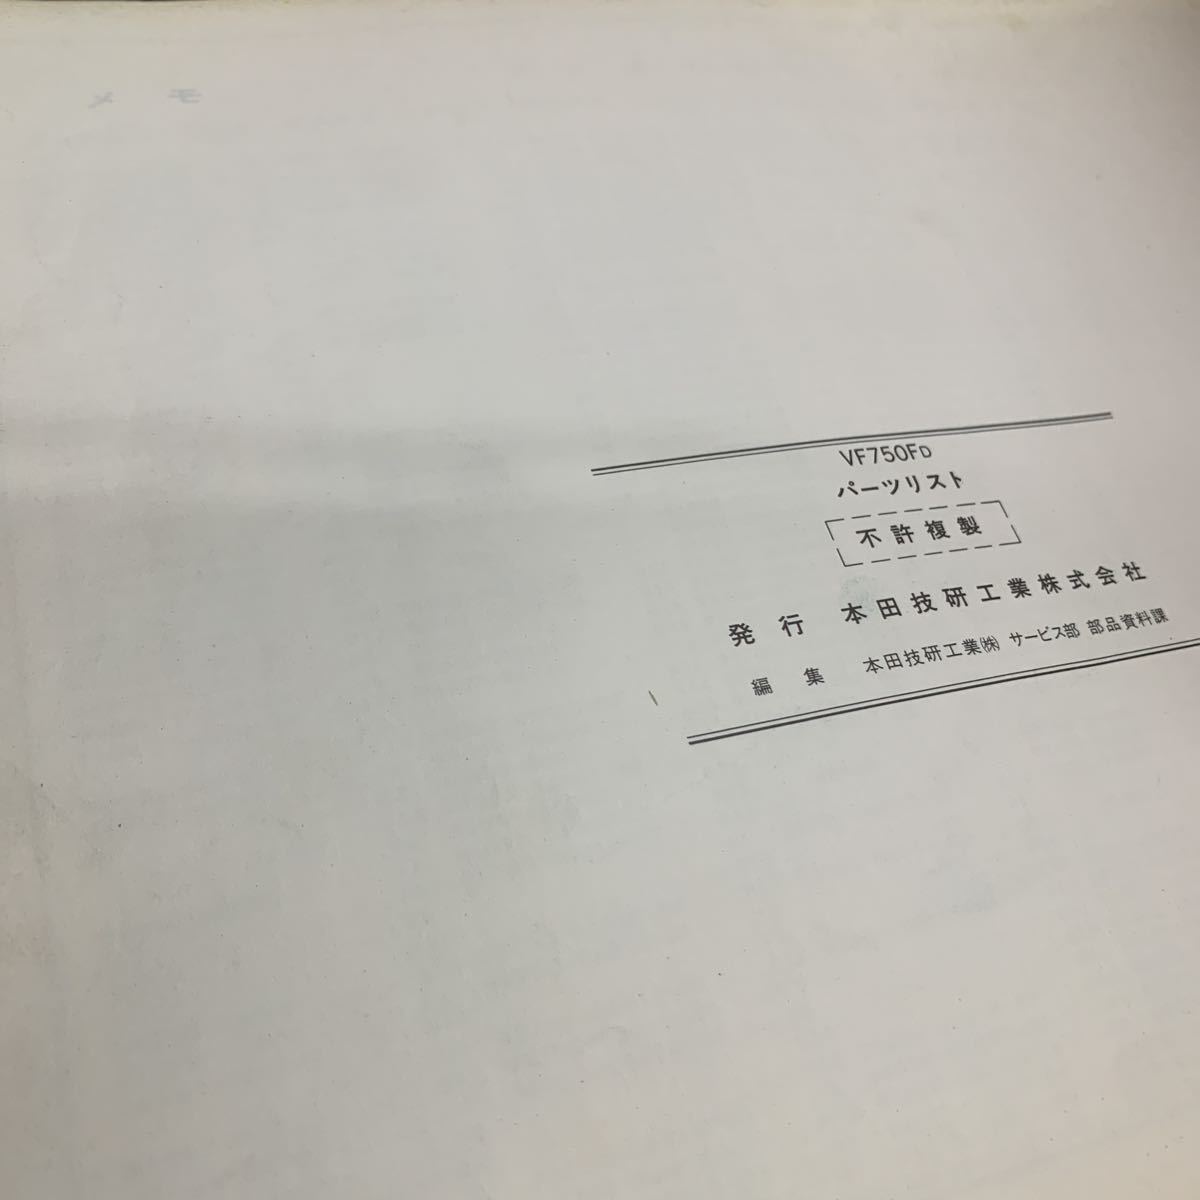 VF750FD
パーツリスト
不許複製
発行 本田技研工業株式会社
編集 本田技研工業㈱ サービス部 部品資料課